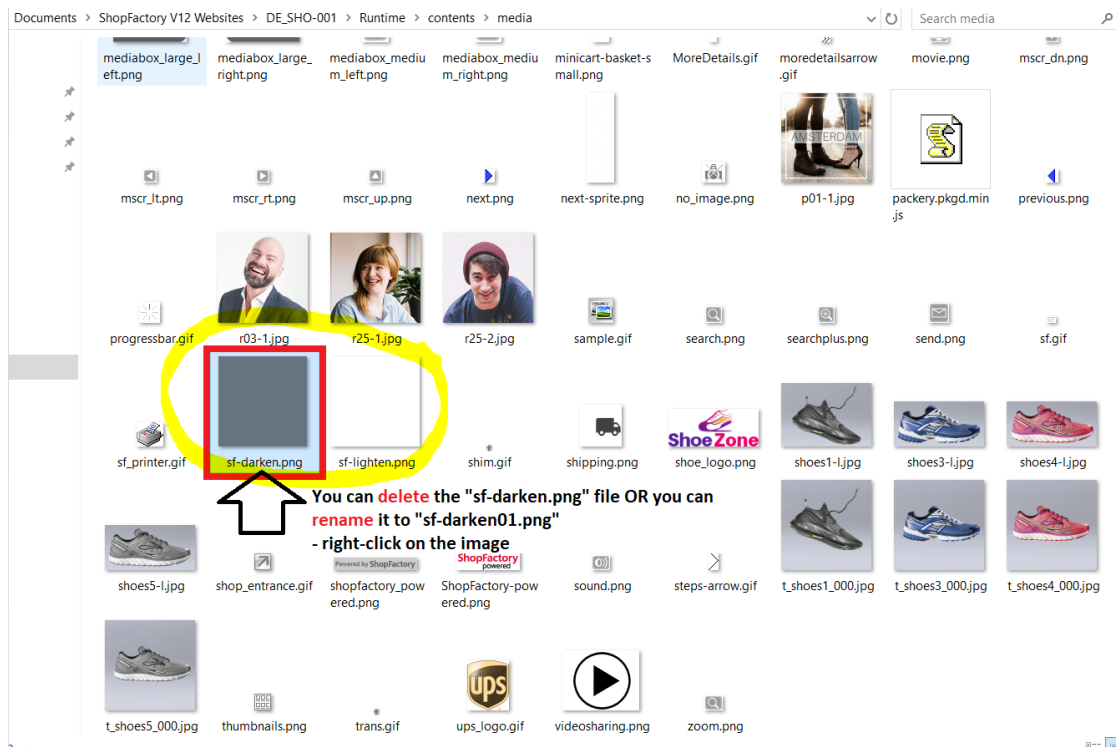 Documents > ShopFactory V12 Websites > DE_SHO-001 > Runtime > contents > media
Search media
mediabox_large_l
eft.png
mediabox_large_
right.png
mediabox_mediu
m_left.png
mediabox_mediu
m_right.png
minicart-basket-s
mall.png
MoreDetails.gif
moredetailsarrow
.gif
movie.png
mscr_dn.png
AMSTERDAM
mscr_lt.png
mscr_rt.png
mscr_up.png
next.png
next-sprite.png
no_image.png
p01-1.jpg
packery.pkgd.min
.js
previous.png
progressbar.gif
r03-1.jpg
r25-1.jpg
r25-2.jpg
sample.gif
search.png
searchplus.png
send.png
sf.gif
ShoeZone
sf_printer.gif
sf-darken.png
sf-lighten.png
shim.gif
shipping.png
shoe_logo.png
shoes1-l.jpg
shoes3-l.jpg
shoes4-l.jpg
You can delete the "sf-darken.png" file OR you can
rename it to "sf-darken01.png"
- right-click on the image
Powered by ShopFactory
ShopFactory
powered
shoes5-l.jpg
shop_entrance.gif
shopfactory_pow
ered.png
ShopFactory-pow
ered.png
sound.png
steps-arrow.gif
t_shoes1_000.jpg
t_shoes3_000.jpg
t_shoes4_000.jpg
ups
t_shoes5_000.jpg
thumbnails.png
trans.gif
ups_logo.gif
videosharing.png
zoom.png